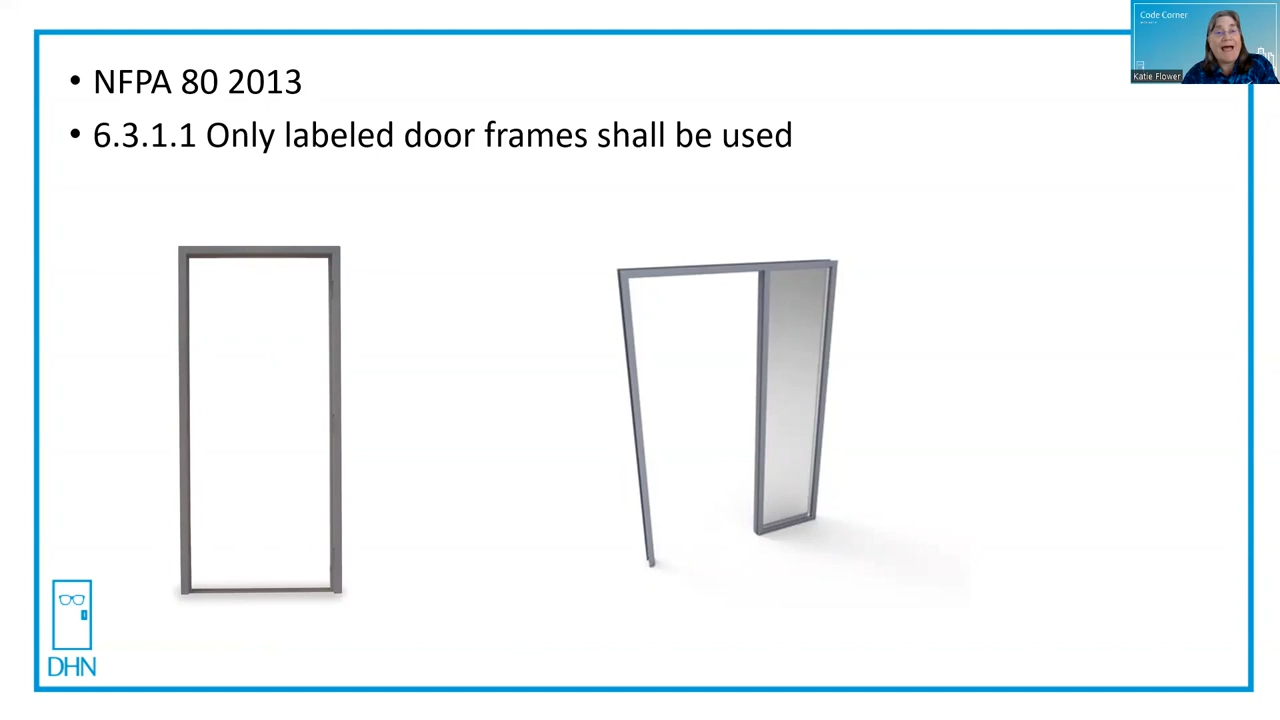 Code Corner
Katie Flower
• NFPA 80 2013
• 6.3.1.1 Only labeled door frames shall be used
DHN